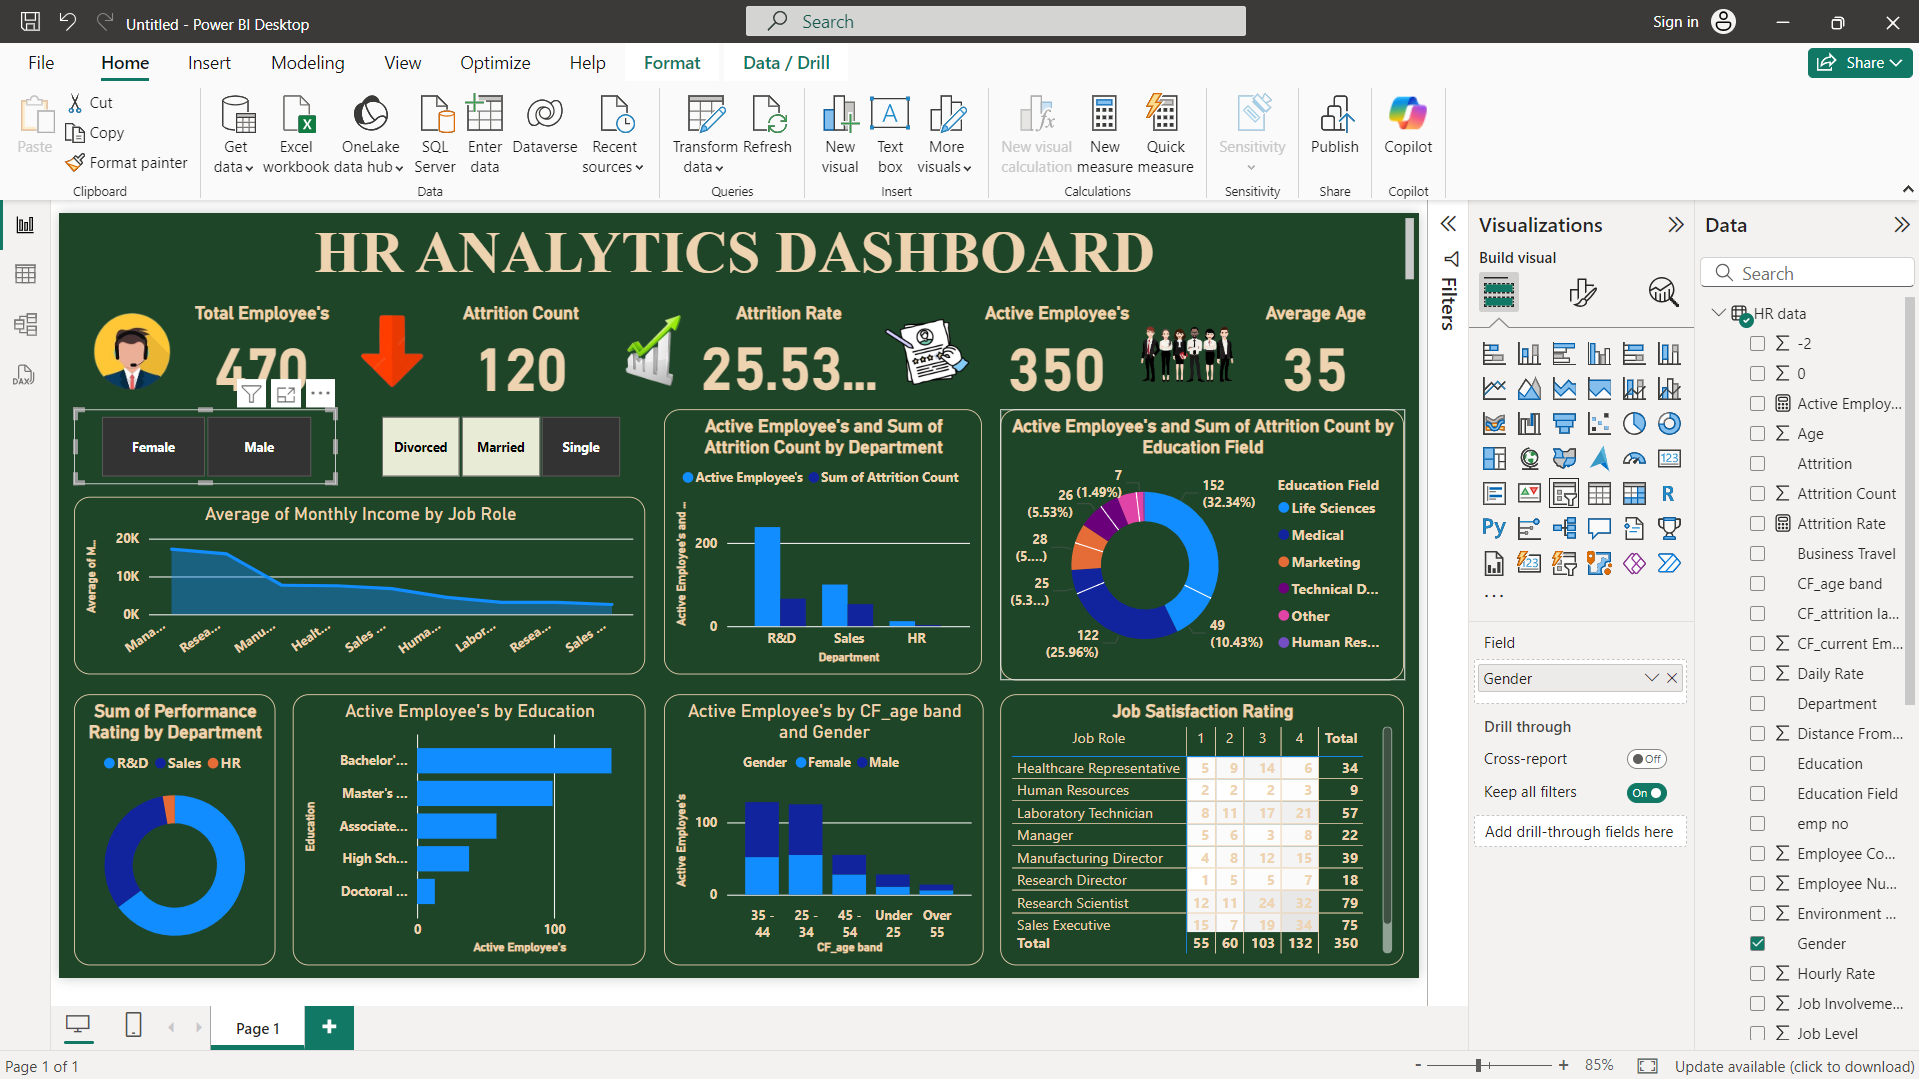 Untitled - Power BI Desktop
Search
Sign in
File
Home
Insert
Modeling
View
Optimize
Help
Format
Data / Drill
Share
Paste
Cut
Copy
Format painter
Clipboard
Get data
Excel workbook
OneLake data hub
SQL Server
Enter data
Dataverse
Recent sources
Data
Transform data
Refresh
Queries
New visual
Text box
More visuals
Insert
New visual calculation
New measure
Quick measure
Calculations
Sensitivity
Sensitivity
Publish
Share
Copilot
Copilot
HR ANALYTICS DASHBOARD
Total Employee's
470
Attrition Count
120
Attrition Rate
25.53...
Active Employee's
350
Average Age
35
Female
Male
Divorced
Married
Single
Average of Monthly Income by Job Role
Average of M...
20K
10K
0K
Mana...
Resea...
Manu...
Healt...
Sales ...
Huma...
Labor...
Resea...
Sales ...
Active Employee's and Sum of
Attrition Count by Department
Active Employee's
Sum of Attrition Count
Active Employee's and ...
200
0
R&D
Sales
HR
Department
Active Employee's and Sum of Attrition Count by
Education Field
7
(1.49%)
26
(5.53%)
28
(5....)
25
(5.3...)
122
(25.96%)
152
(32.34%)
49
(10.43%)
Education Field
Life Sciences
Medical
Marketing
Technical D...
Other
Human Res...
Sum of Performance
Rating by Department
R&D
Sales
HR
Active Employee's by Education
Education
Bachelor'...
Master's ...
Associate...
High Sch...
Doctoral ...
0
100
Active Employee's
Active Employee's by CF_age band
and Gender
Gender
Female
Male
Active Employee's
100
0
35 -
44
25 -
34
45 -
54
Under
25
Over
55
CF_age band
Job Satisfaction Rating
Job Role 1 2 3 4 Total
Healthcare Representative 5 9 14 6 34
Human Resources 2 2 2 3 9
Laboratory Technician 8 11 17 21 57
Manager 5 6 3 8 22
Manufacturing Director 4 8 12 15 39
Research Director 1 5 5 7 18
Research Scientist 12 11 24 32 79
Sales Executive 15 7 19 34 75
Total 55 60 103 132 350
Filters
Visualizations
Build visual
123
R
Py
123
...
Field
Gender
Drill through
Cross-report
Off
Keep all filters
On
Add drill-through fields here
Data
Search
HR data
-2
0
Active Employ...
Age
Attrition
Attrition Count
Attrition Rate
Business Travel
CF_age band
CF_attrition la...
CF_current Em...
Daily Rate
Department
Distance From...
Education
Education Field
emp no
Employee Co...
Employee Nu...
Environment ...
Gender
Hourly Rate
Job Involveme...
Job Level
DAX
Page 1
+
Page 1 of 1
- + 85%
Update available (click to download)